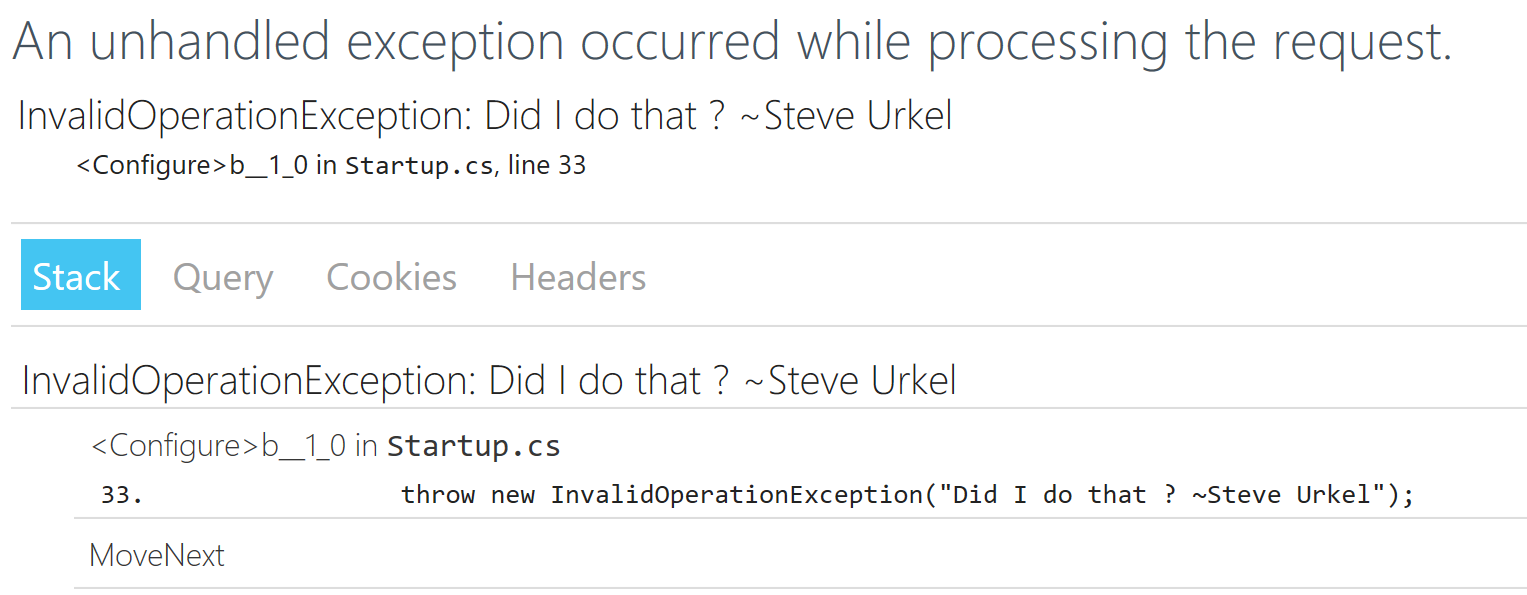 An unhandled exception occurred while processing the request.
InvalidOperationException: Did I do that ? ~Steve Urkel
<Configure>b__1_0 in Startup.cs, line 33
Stack Query Cookies Headers
InvalidOperationException: Did I do that ? ~Steve Urkel
<Configure>b__1_0 in Startup.cs
33. throw new InvalidOperationException("Did I do that ? ~Steve Urkel");
MoveNext